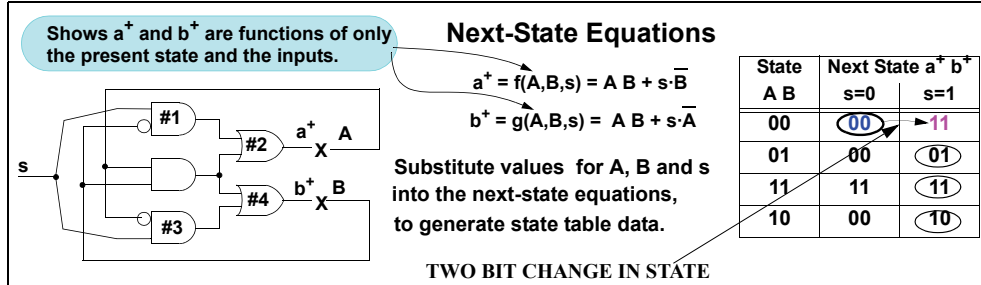 Shows a⁺ and b⁺ are functions of only
the present state and the inputs.
Next-State Equations
a⁺ = f(A,B,s) = A B + s·B̅
b⁺ = g(A,B,s) = A B + s·A̅
Substitute values for A, B and s
into the next-state equations,
to generate state table data.
TWO BIT CHANGE IN STATE
s
#1
#2
#3
#4
a⁺ A
X
b⁺ B
X
State Next State a⁺ b⁺
A B s=0 s=1
00 00 11
01 00 01
11 11 11
10 00 10